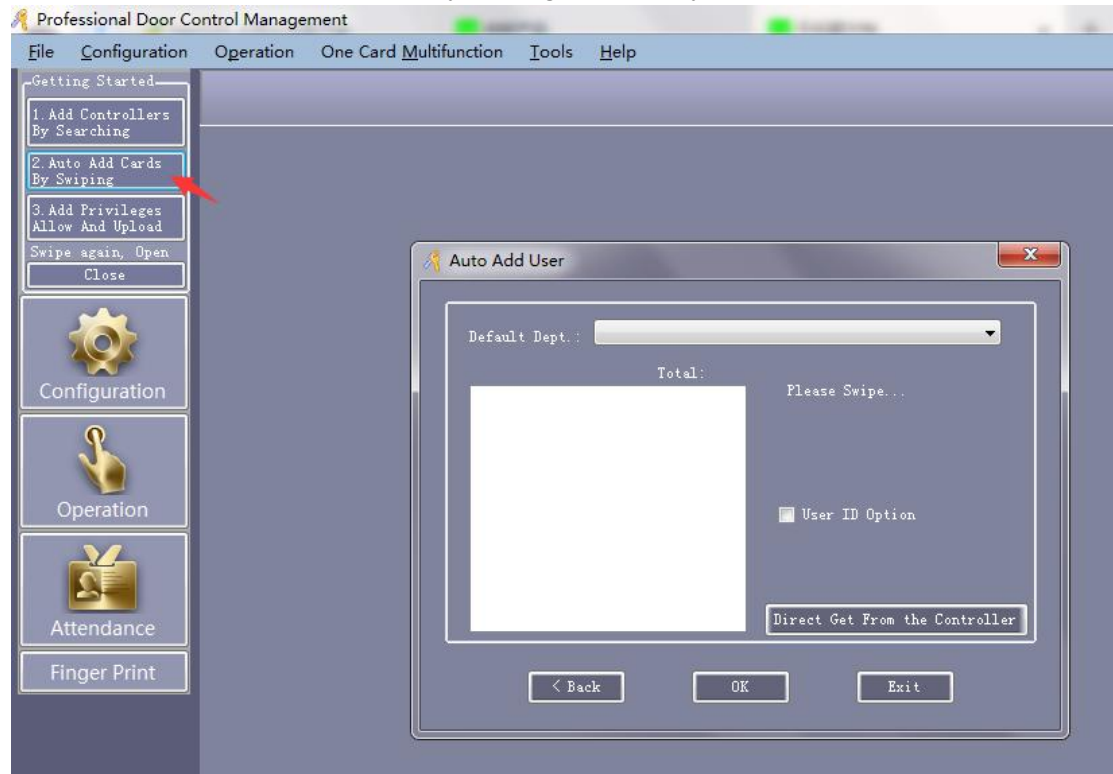 Professional Door Control Management
File Configuration Operation One Card Multifunction Tools Help
Getting Started
1. Add Controllers
By Searching
2. Auto Add Cards
By Swiping
3. Add Privileges
Allow And Upload
Swipe again, Open
Close
Configuration
Operation
Attendance
Finger Print
Auto Add User
x
Default Dept.:
Total:
Please Swipe...
User ID Option
Direct Get From the Controller
< Back
OK
Exit